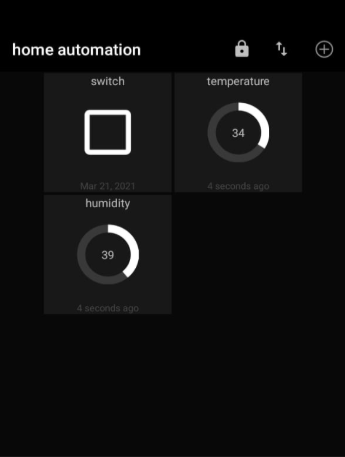 home automation
switch
temperature
34
Mar 21, 2021
4 seconds ago
humidity
39
4 seconds ago